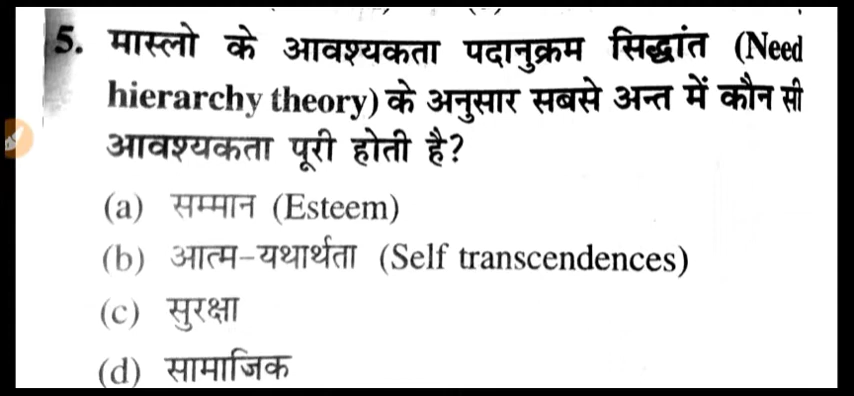 5. मास्लो के आवश्यकता पदानुक्रम सिद्धांत (Need
hierarchy theory) के अनुसार सबसे अन्त में कौन सी
आवश्यकता पूरी होती है?
(a) सम्मान (Esteem)
(b) आत्म-यथार्थता (Self transcendences)
(c) सुरक्षा
(d) सामाजिक